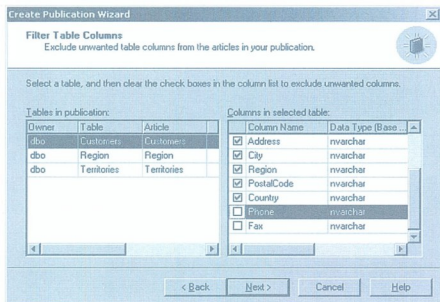 Create Publication Wizard
Filter Table Columns
Exclude unwanted table columns from the articles in your publication.
Select a table, and then clear the check boxes in the column list to exclude unwanted columns.
Tables in publication:
Owner Table Article
dbo Customers Customers
dbo Region Region
dbo Territories Territories
Columns in selected table:
Column Name Data Type (Base ...
Address nvarchar
City nvarchar
Region nvarchar
PostalCode nvarchar
Country nvarchar
Phone nvarchar
Fax nvarchar
< Back Next > Cancel Help